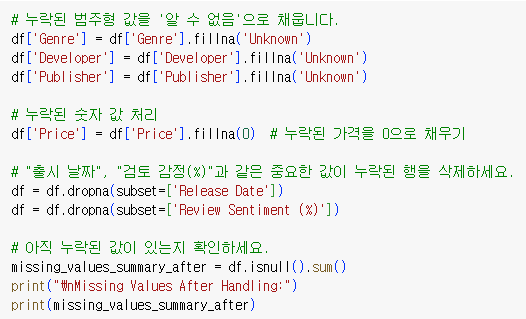 # 누락된 범주형 값을 '알 수 없음'으로 채웁니다.
df['Genre'] = df['Genre'].fillna('Unknown')
df['Developer'] = df['Developer'].fillna('Unknown')
df['Publisher'] = df['Publisher'].fillna('Unknown')
# 누락된 숫자 값 처리
df['Price'] = df['Price'].fillna(0)  # 누락된 가격을 0으로 채우기
# "출시 날짜", "검토 감정(%)"과 같은 중요한 값이 누락된 행을 삭제하세요.
df = df.dropna(subset=['Release Date'])
df = df.dropna(subset=['Review Sentiment (%)'])
# 아직 누락된 값이 있는지 확인하세요.
missing_values_summary_after = df.isnull().sum()
print("₩nMissing Values After Handling:")
print(missing_values_summary_after)